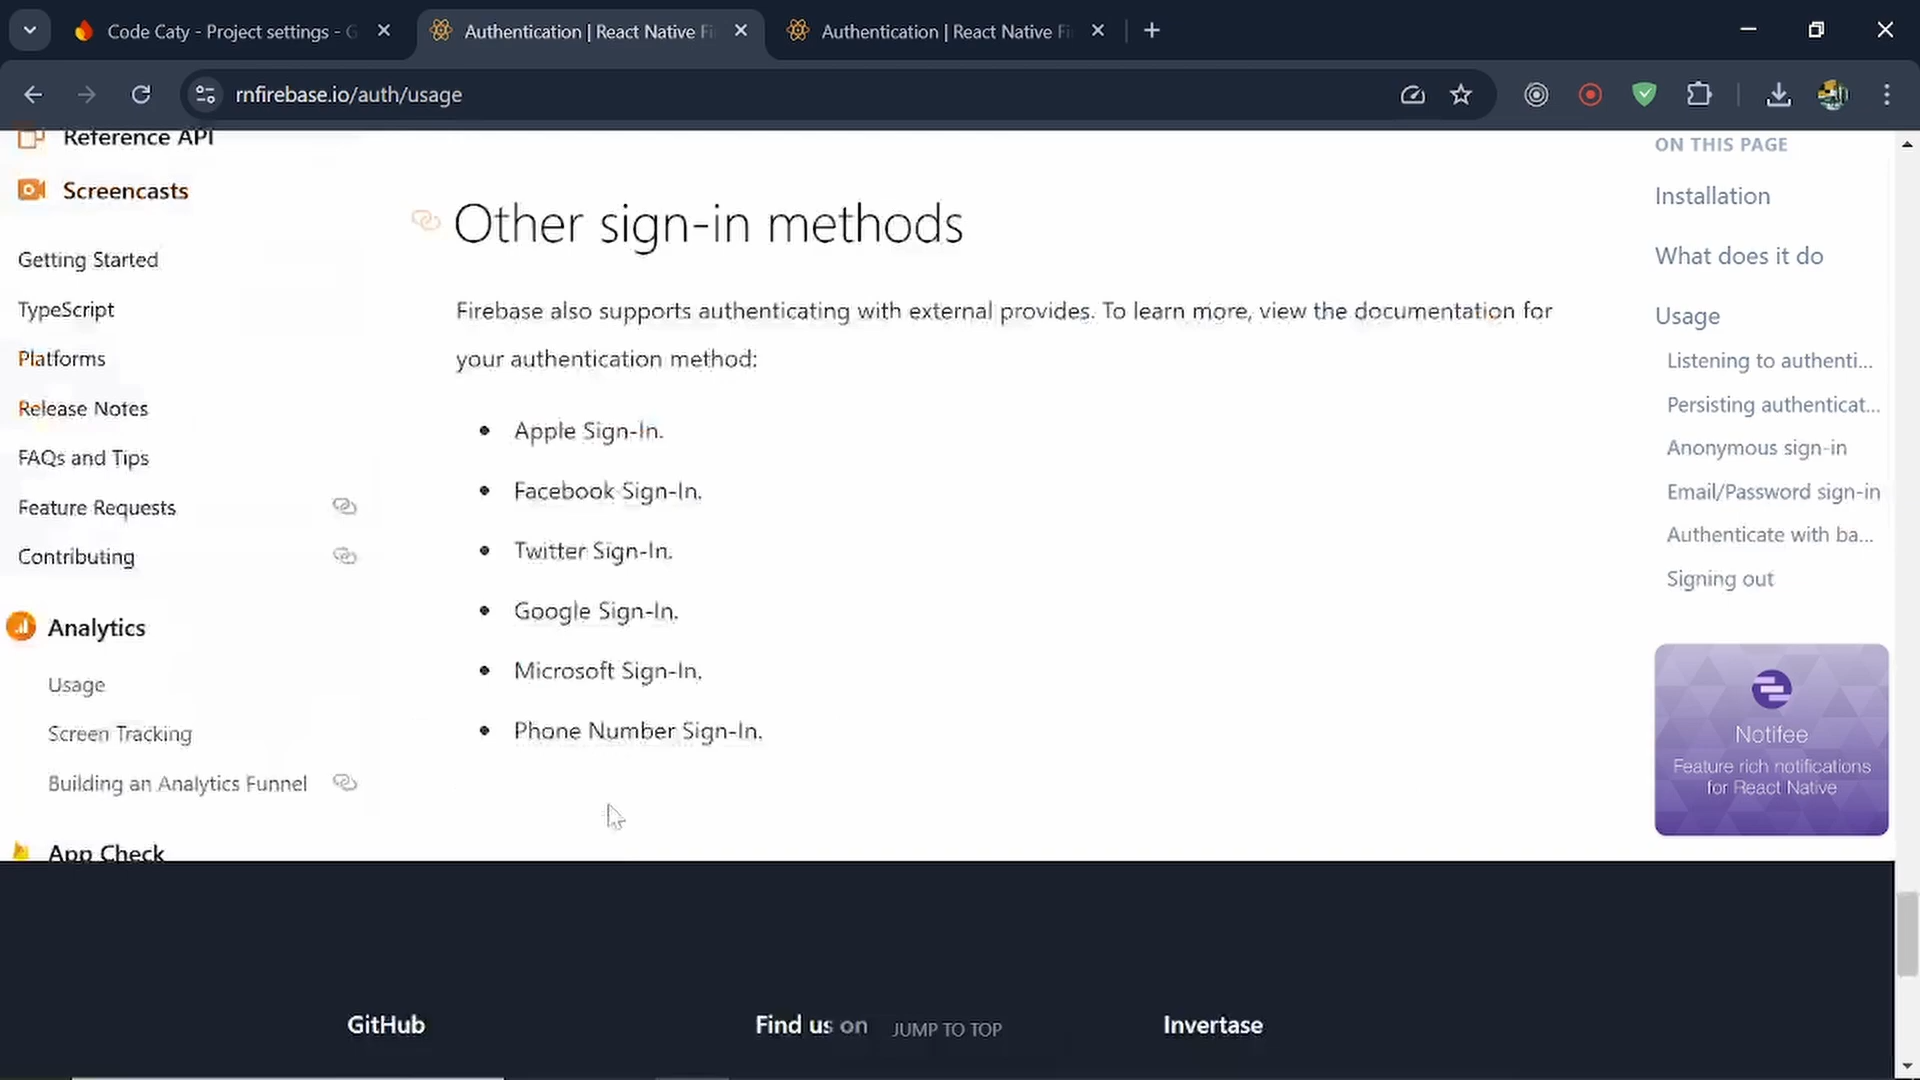 Code Caty - Project settings - G
Authentication | React Native Fi
Authentication | React Native Fi
rnfirebase.io/auth/usage
Reference API
Screencasts
Getting Started
TypeScript
Platforms
Release Notes
FAQs and Tips
Feature Requests
Contributing
Analytics
Usage
Screen Tracking
Building an Analytics Funnel
App Check
Other sign-in methods
Firebase also supports authenticating with external provides. To learn more, view the documentation for
your authentication method:
Apple Sign-In.
Facebook Sign-In.
Twitter Sign-In.
Google Sign-In.
Microsoft Sign-In.
Phone Number Sign-In.
ON THIS PAGE
Installation
What does it do
Usage
Listening to authenti...
Persisting authenticat...
Anonymous sign-in
Email/Password sign-in
Authenticate with ba...
Signing out
Notifee
Feature rich notifications
for React Native
GitHub
Find us on
JUMP TO TOP
Invertase